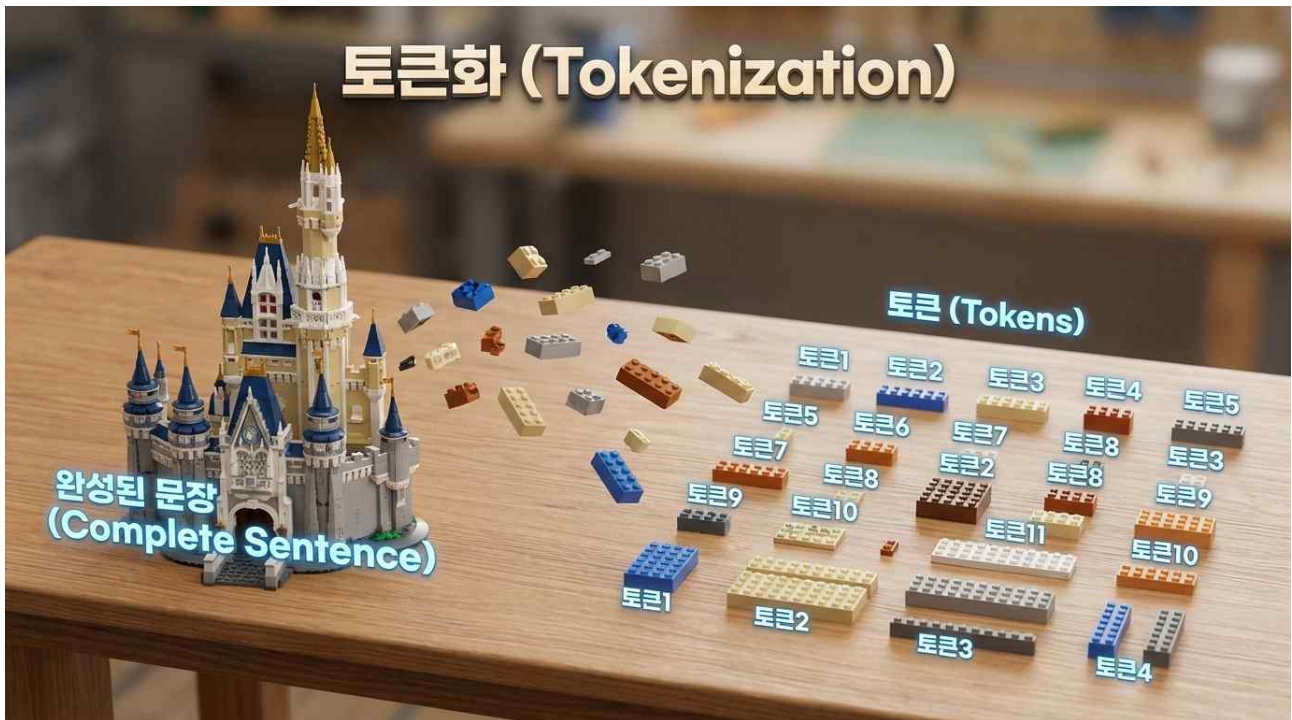 토큰화 (Tokenization)
토큰 (Tokens)
토큰1
토큰2
토큰3
토큰4
토큰5
토큰5
토큰6
토큰7
토큰8
토큰3
토큰7
토큰8
토큰2
토큰8
토큰9
토큰9
토큰10
토큰11
토큰10
토큰1
토큰2
토큰3
토큰4
완성된 문장
(Complete Sentence)